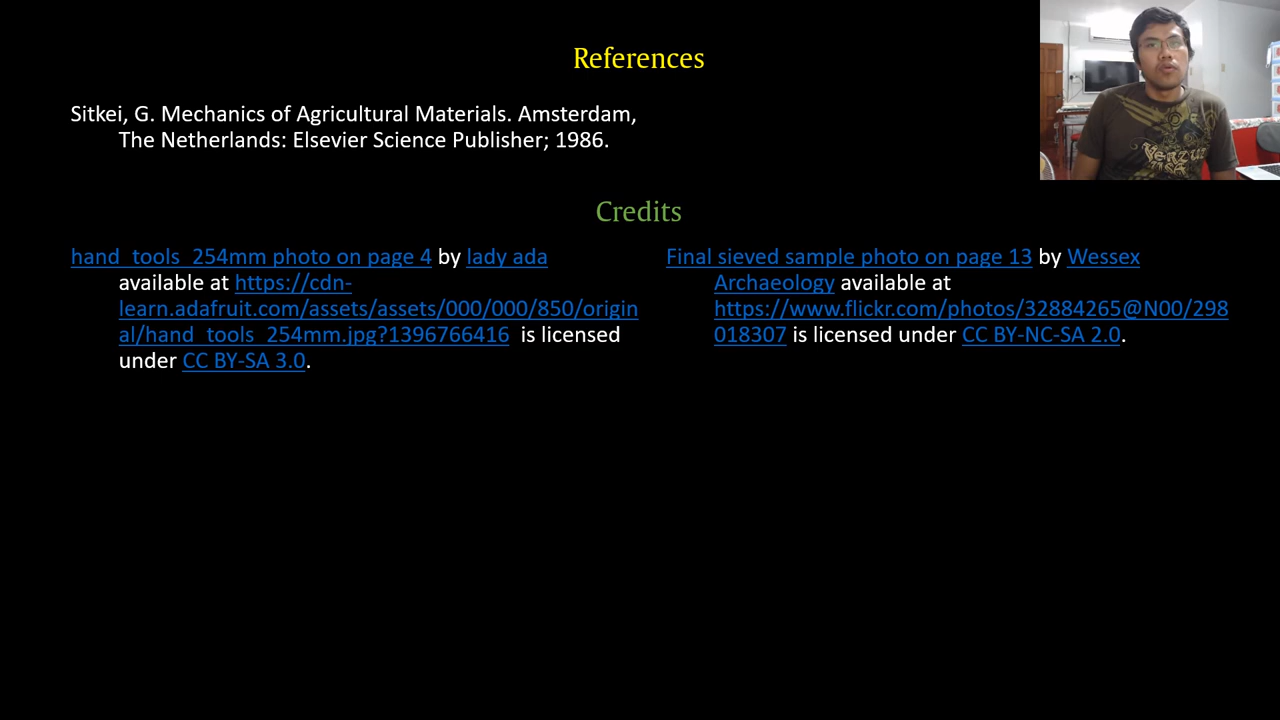 References
Sitkei, G. Mechanics of Agricultural Materials. Amsterdam,
The Netherlands: Elsevier Science Publisher; 1986.
Credits
hand_tools_254mm photo on page 4 by lady ada
available at https://cdn-
learn.adafruit.com/assets/assets/000/000/850/origin
al/hand_tools_254mm.jpg?1396766416 is licensed
under CC BY-SA 3.0.
Final sieved sample photo on page 13 by Wessex
Archaeology available at
https://www.flickr.com/photos/32884265@N00/298
018307 is licensed under CC BY-NC-SA 2.0.